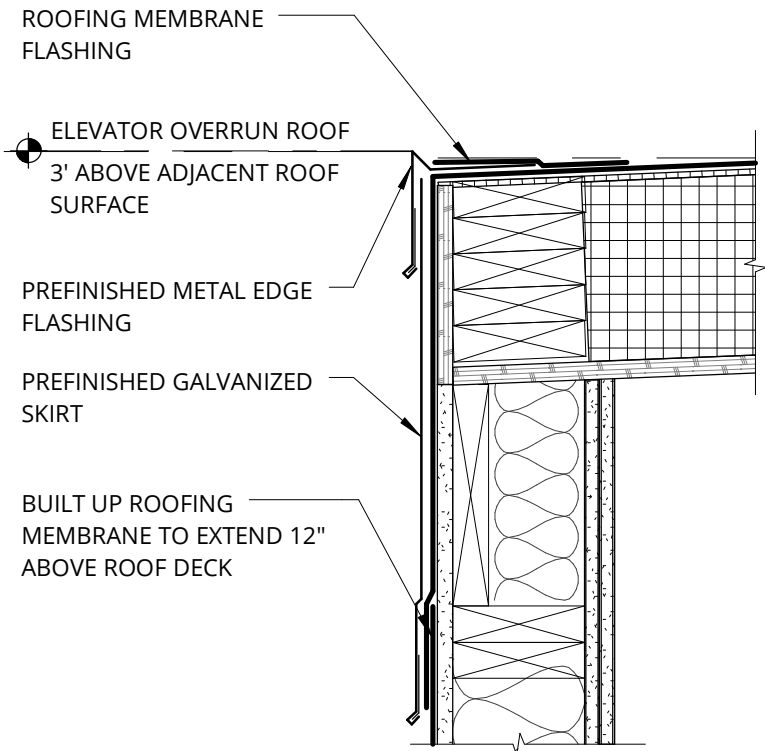 ROOFING MEMBRANE
FLASHING
ELEVATOR OVERRUN ROOF
3' ABOVE ADJACENT ROOF
SURFACE
PREFINISHED METAL EDGE
FLASHING
PREFINISHED GALVANIZED
SKIRT
BUILT UP ROOFING
MEMBRANE TO EXTEND 12"
ABOVE ROOF DECK